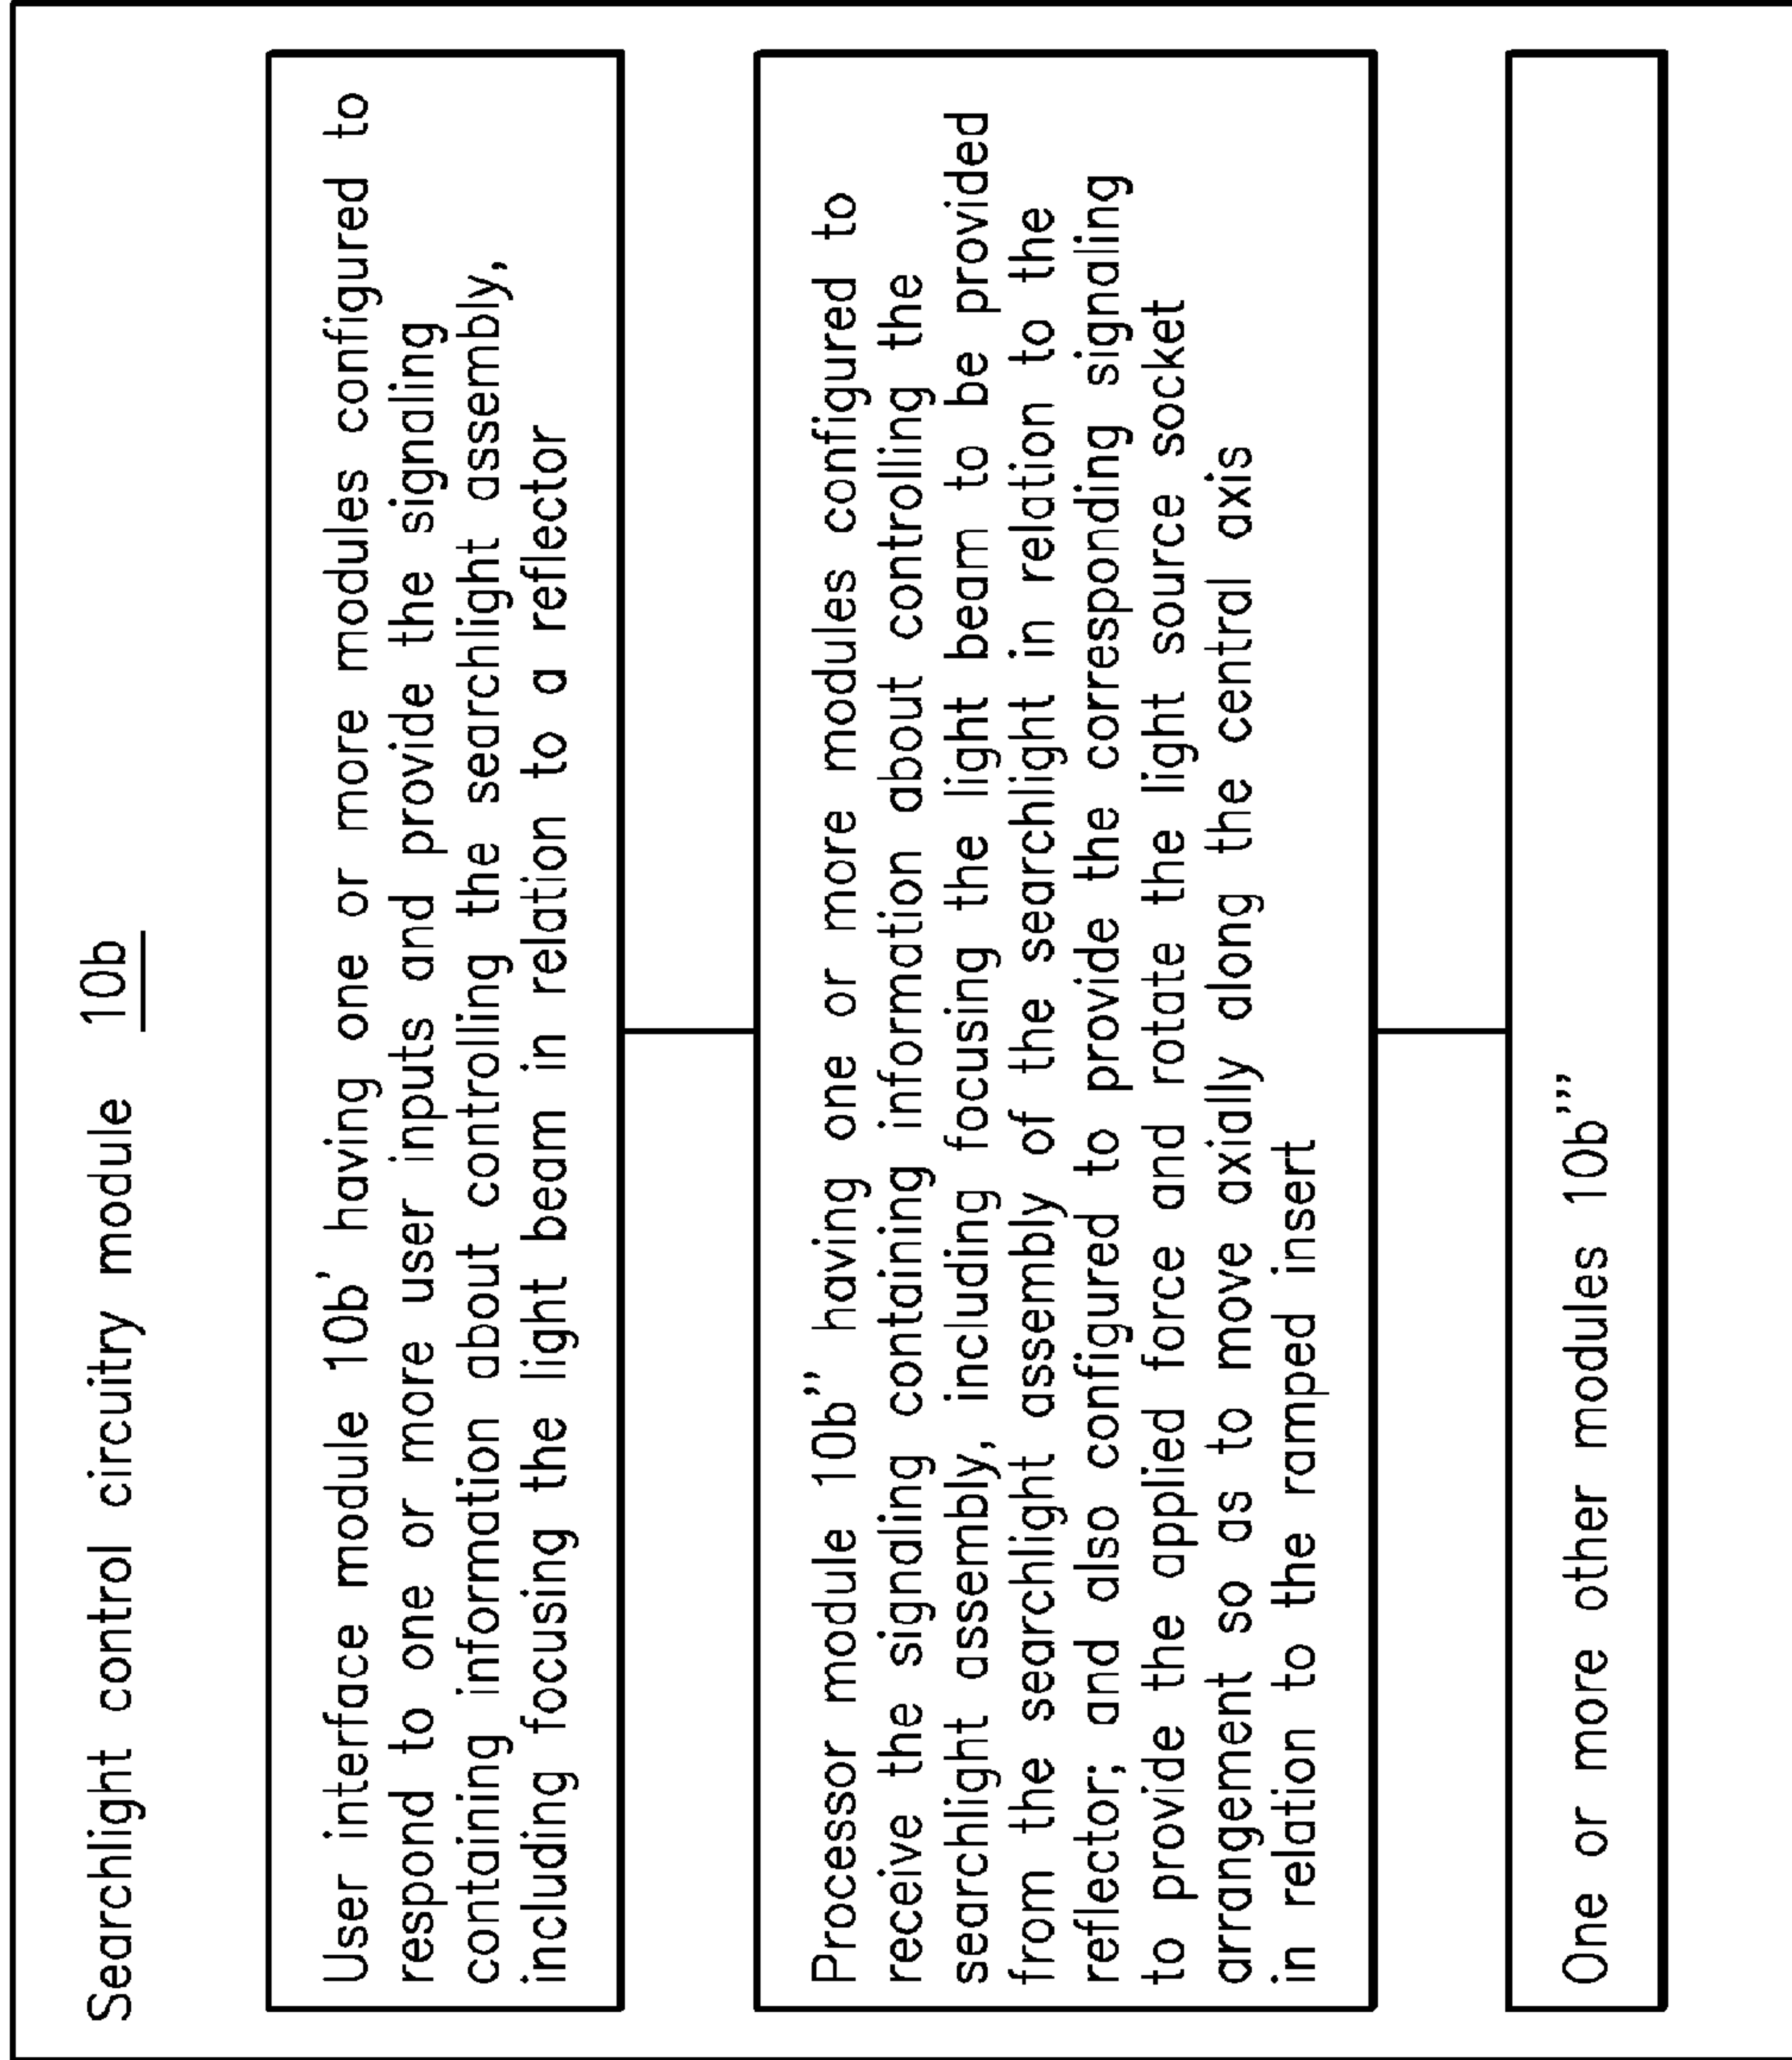 Searchlight control circuitry module 10b
User interface module 10b' having one or more modules configured to
respond to one or more user inputs and provide the signaling
containing information about controlling the searchlight assembly,
including focusing the light beam in relation to a reflector
Processor module 10b'' having one or more modules configured to
receive the signaling containing information about controlling the
searchlight assembly, including focusing the light beam to be provided
from the searchlight assembly of the searchlight in relation to the
reflector; and also configured to provide the corresponding signaling
to provide the applied force and rotate the light source socket
arrangement so as to move axially along the central axis
in relation to the ramped insert
One or more other modules 10b'''